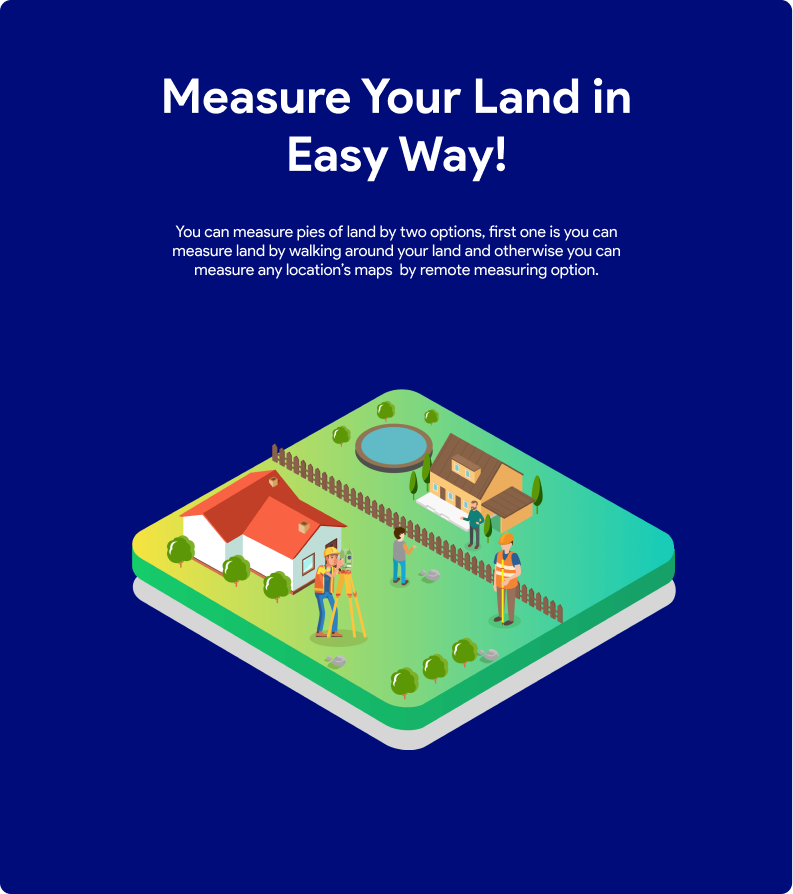 Measure Your Land in
Easy Way!
You can measure pies of land by two options, first one is you can
measure land by walking around your land and otherwise you can
measure any location's maps  by remote measuring option.